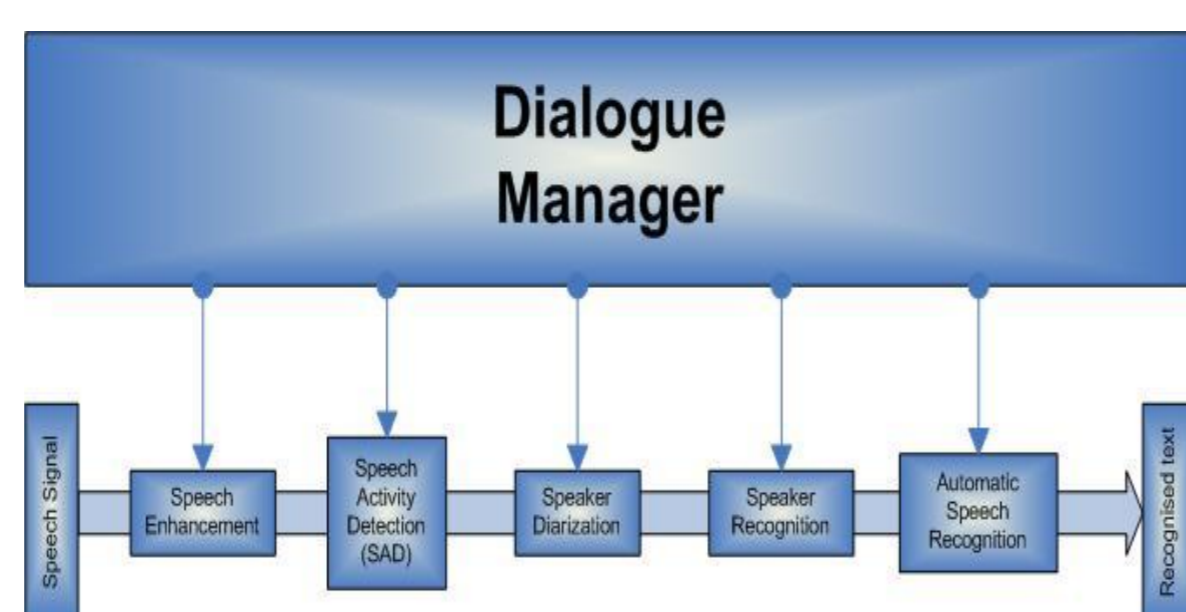 Dialogue
Manager
Speech Signal
Speech
Enhancement
Speech
Activity
Detection
(SAD)
Speaker
Diarization
Speaker
Recognition
Automatic
Speech
Recognition
Recognised text